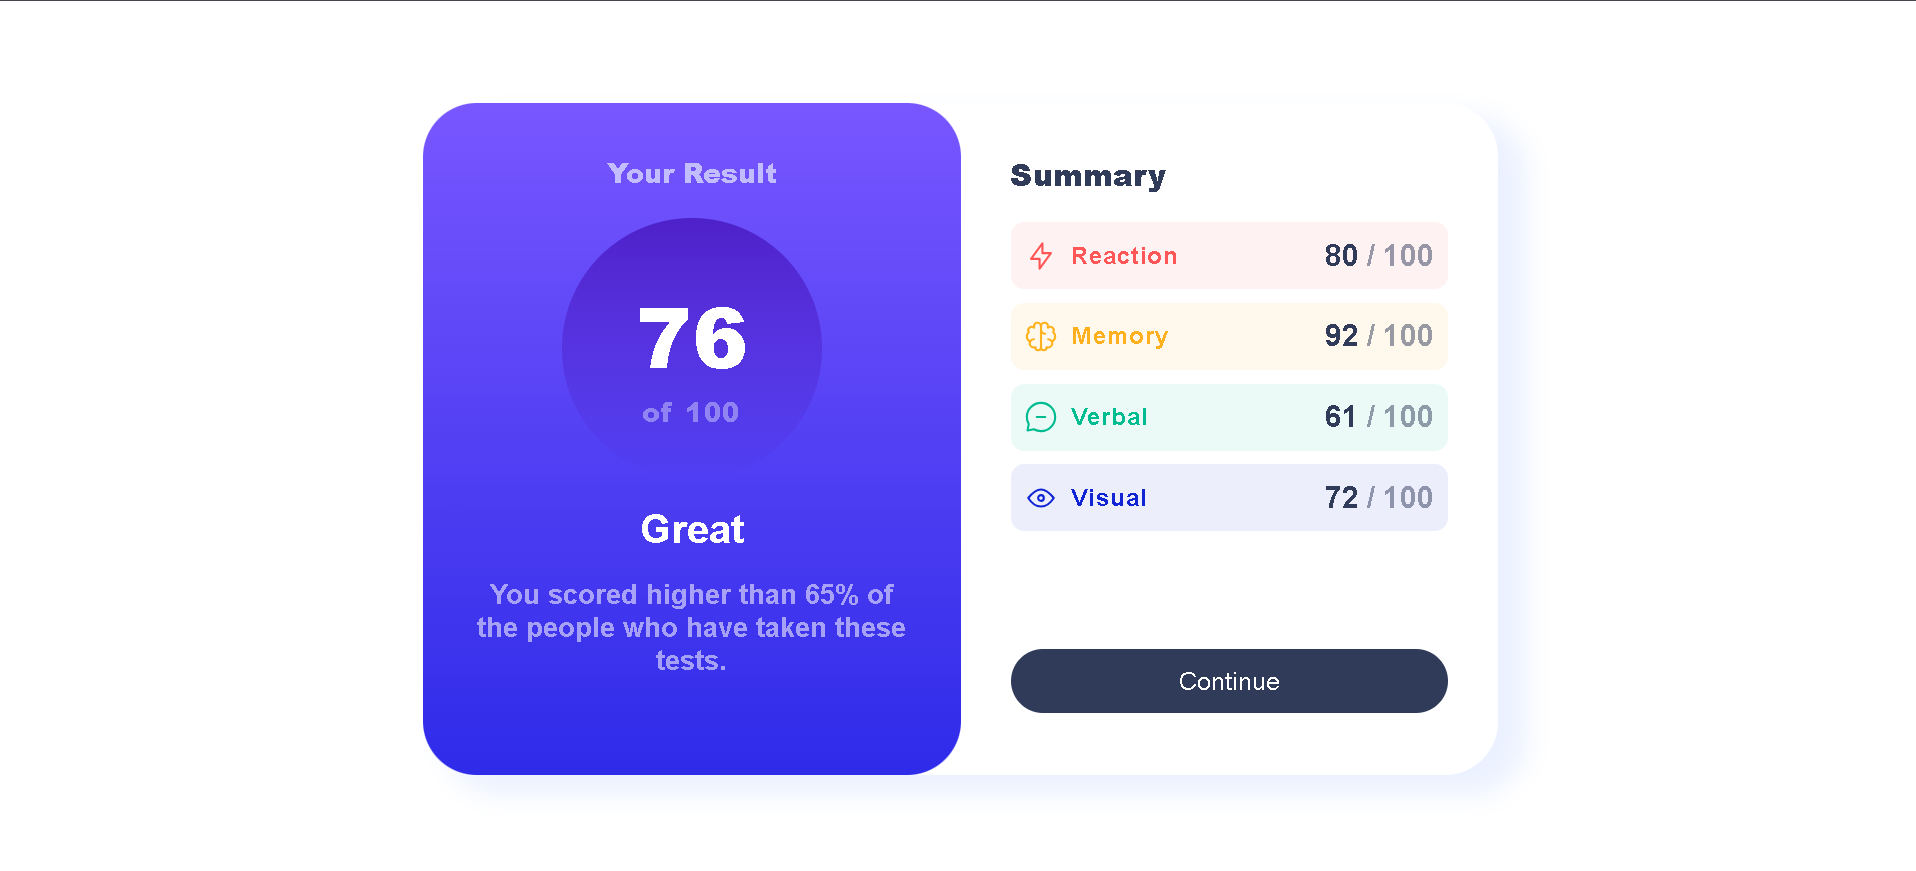 Your Result
76
of 100
Great
You scored higher than 65% of
the people who have taken these
tests.
Summary
Reaction 80 / 100
Memory 92 / 100
Verbal 61 / 100
Visual 72 / 100
Continue